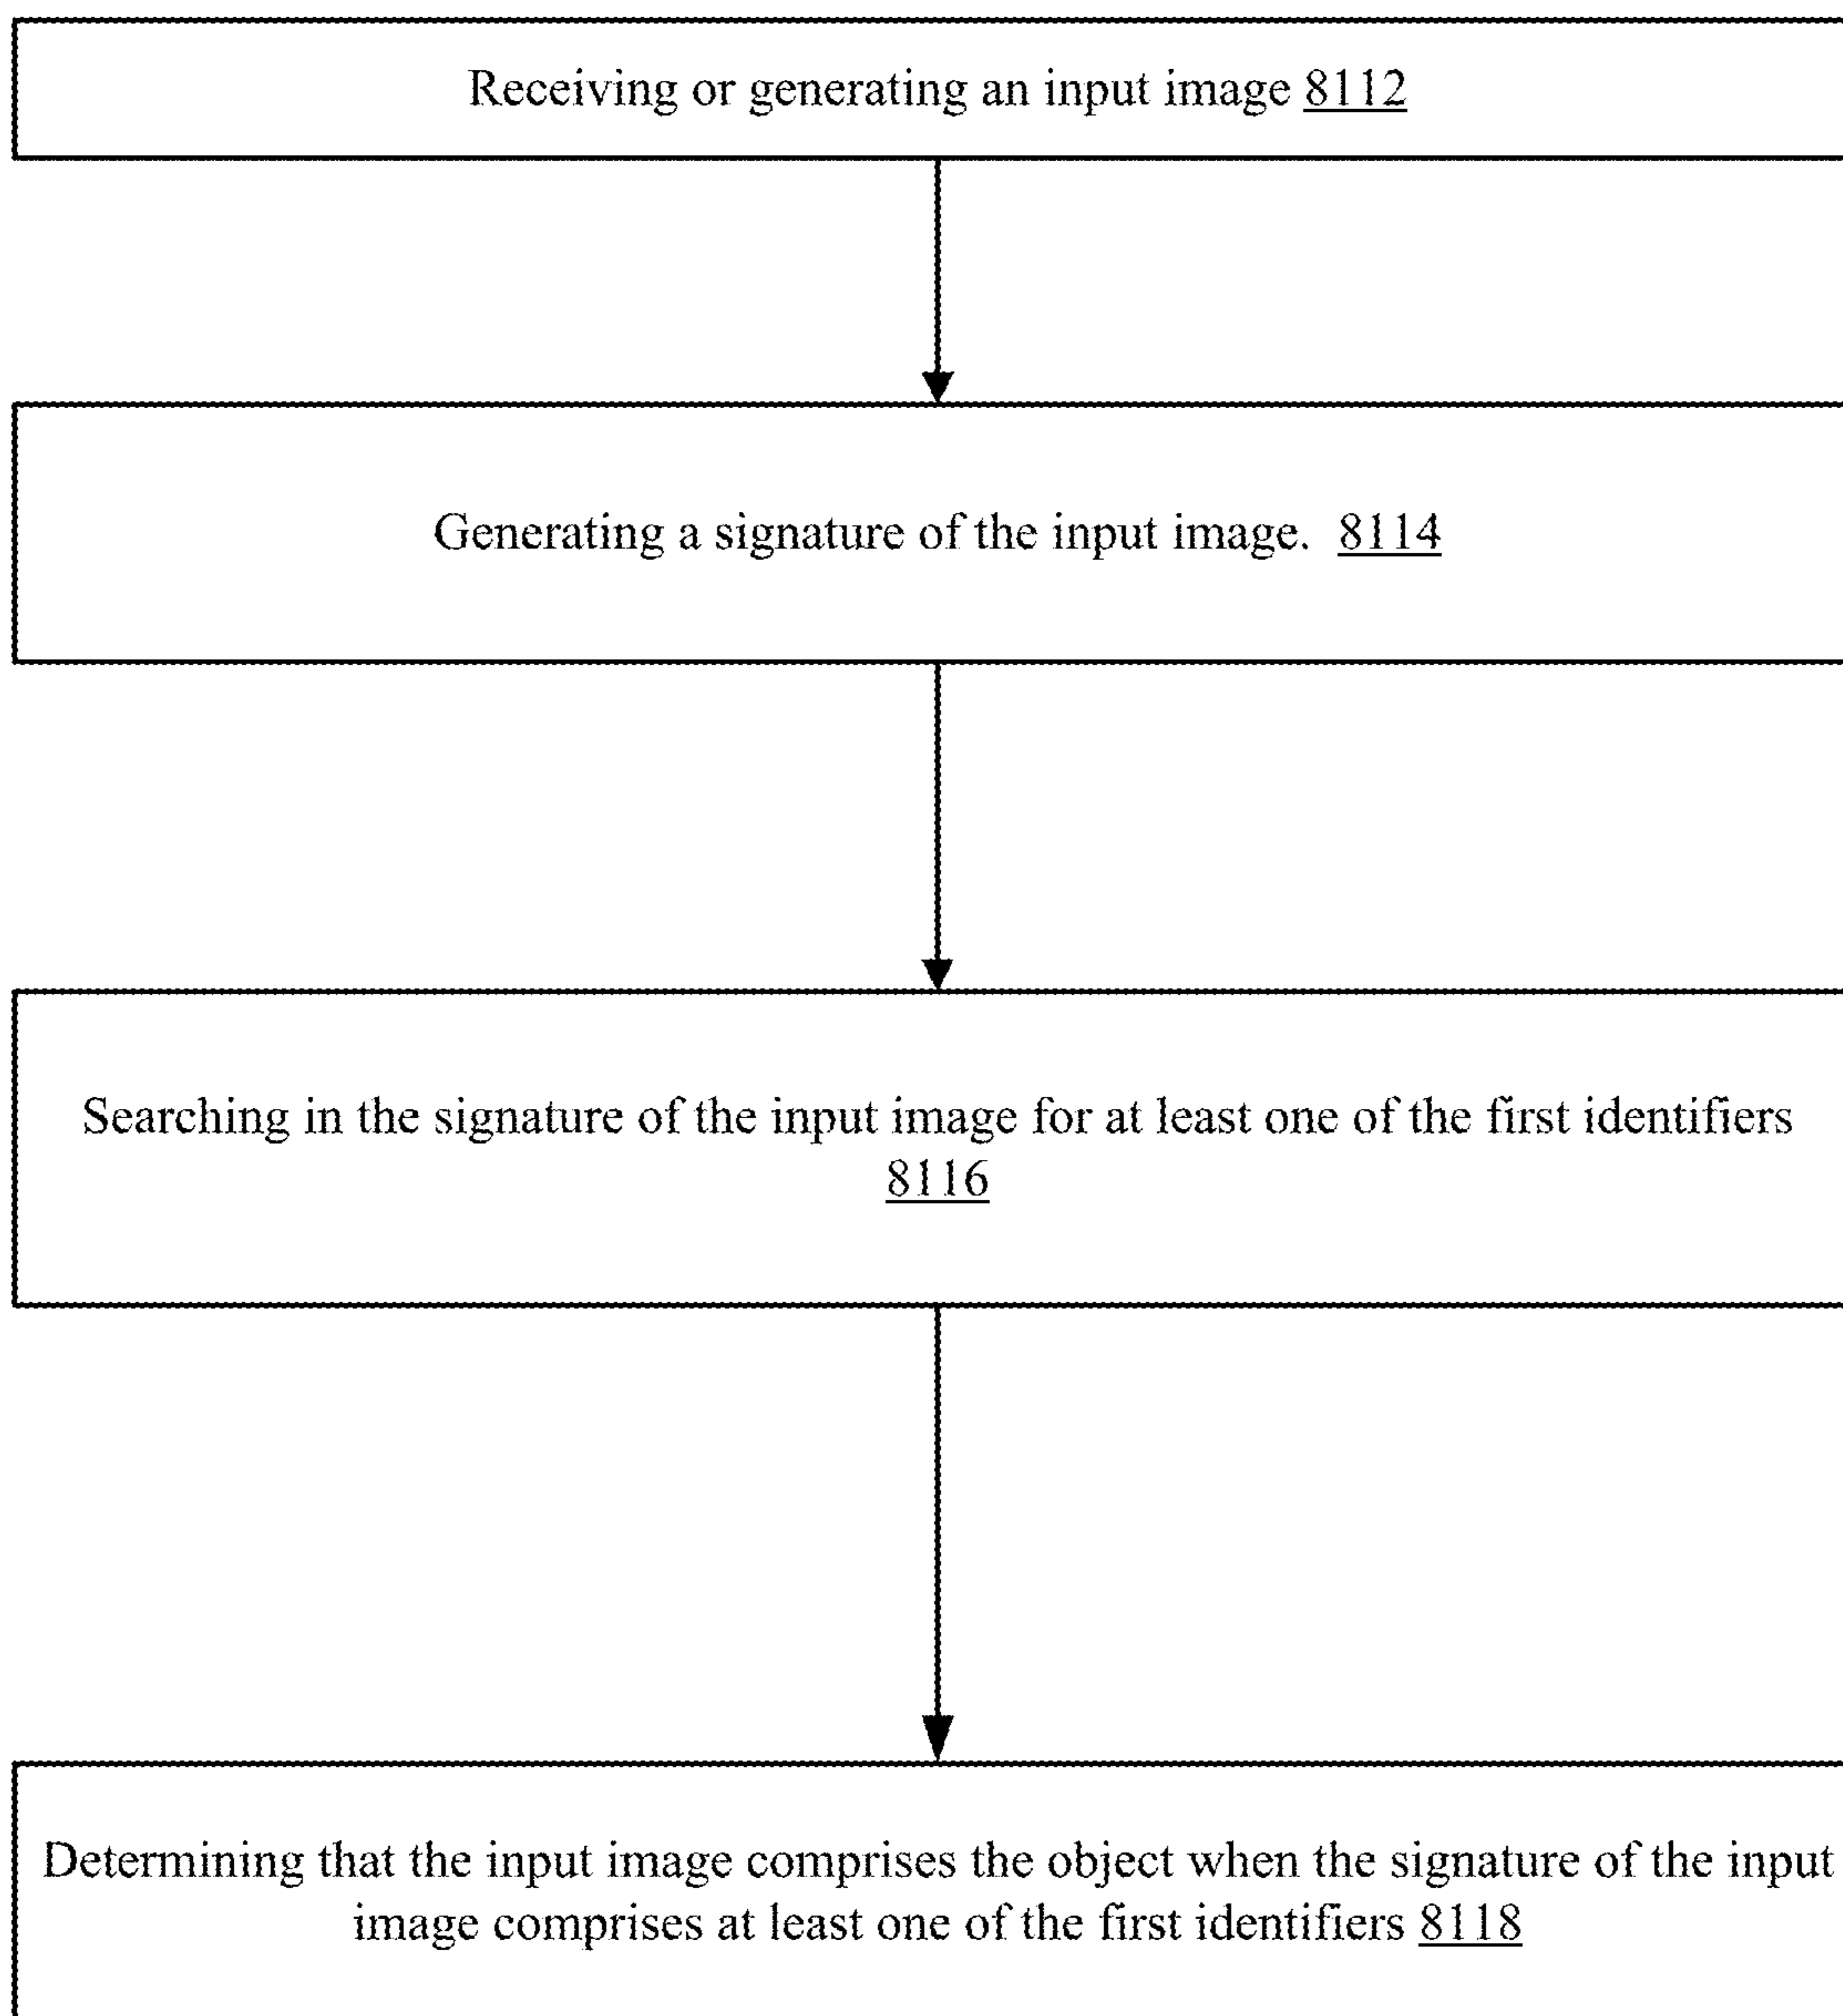 Receiving or generating an input image 8112
Generating a signature of the input image. 8114
Searching in the signature of the input image for at least one of the first identifiers
8116
Determining that the input image comprises the object when the signature of the input
image comprises at least one of the first identifiers 8118